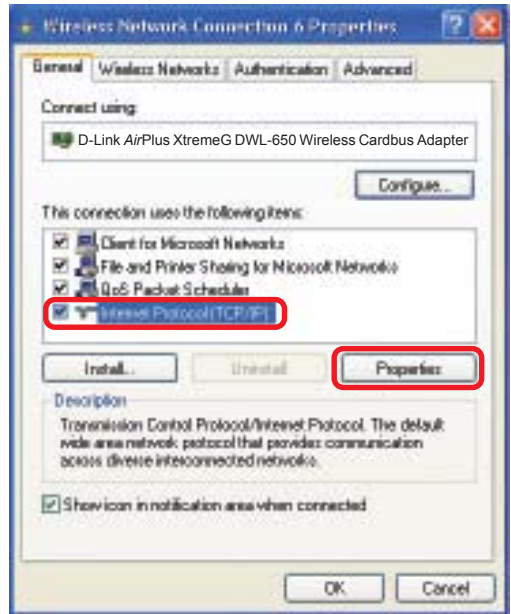 Wireless Network Connection 6 Properties
General Wireless Networks Authentication Advanced
Connect using:
D-Link AirPlus XtremeG DWL-650 Wireless Cardbus Adapter
Configure...
This connection uses the following items:
Client for Microsoft Networks
File and Printer Sharing for Microsoft Networks
QoS Packet Scheduler
Internet Protocol (TCP/IP)
Install... Uninstall Properties
Description
Transmission Control Protocol/Internet Protocol. The default
wide area network protocol that provides communication
across diverse interconnected networks.
Show icon in notification area when connected
OK Cancel